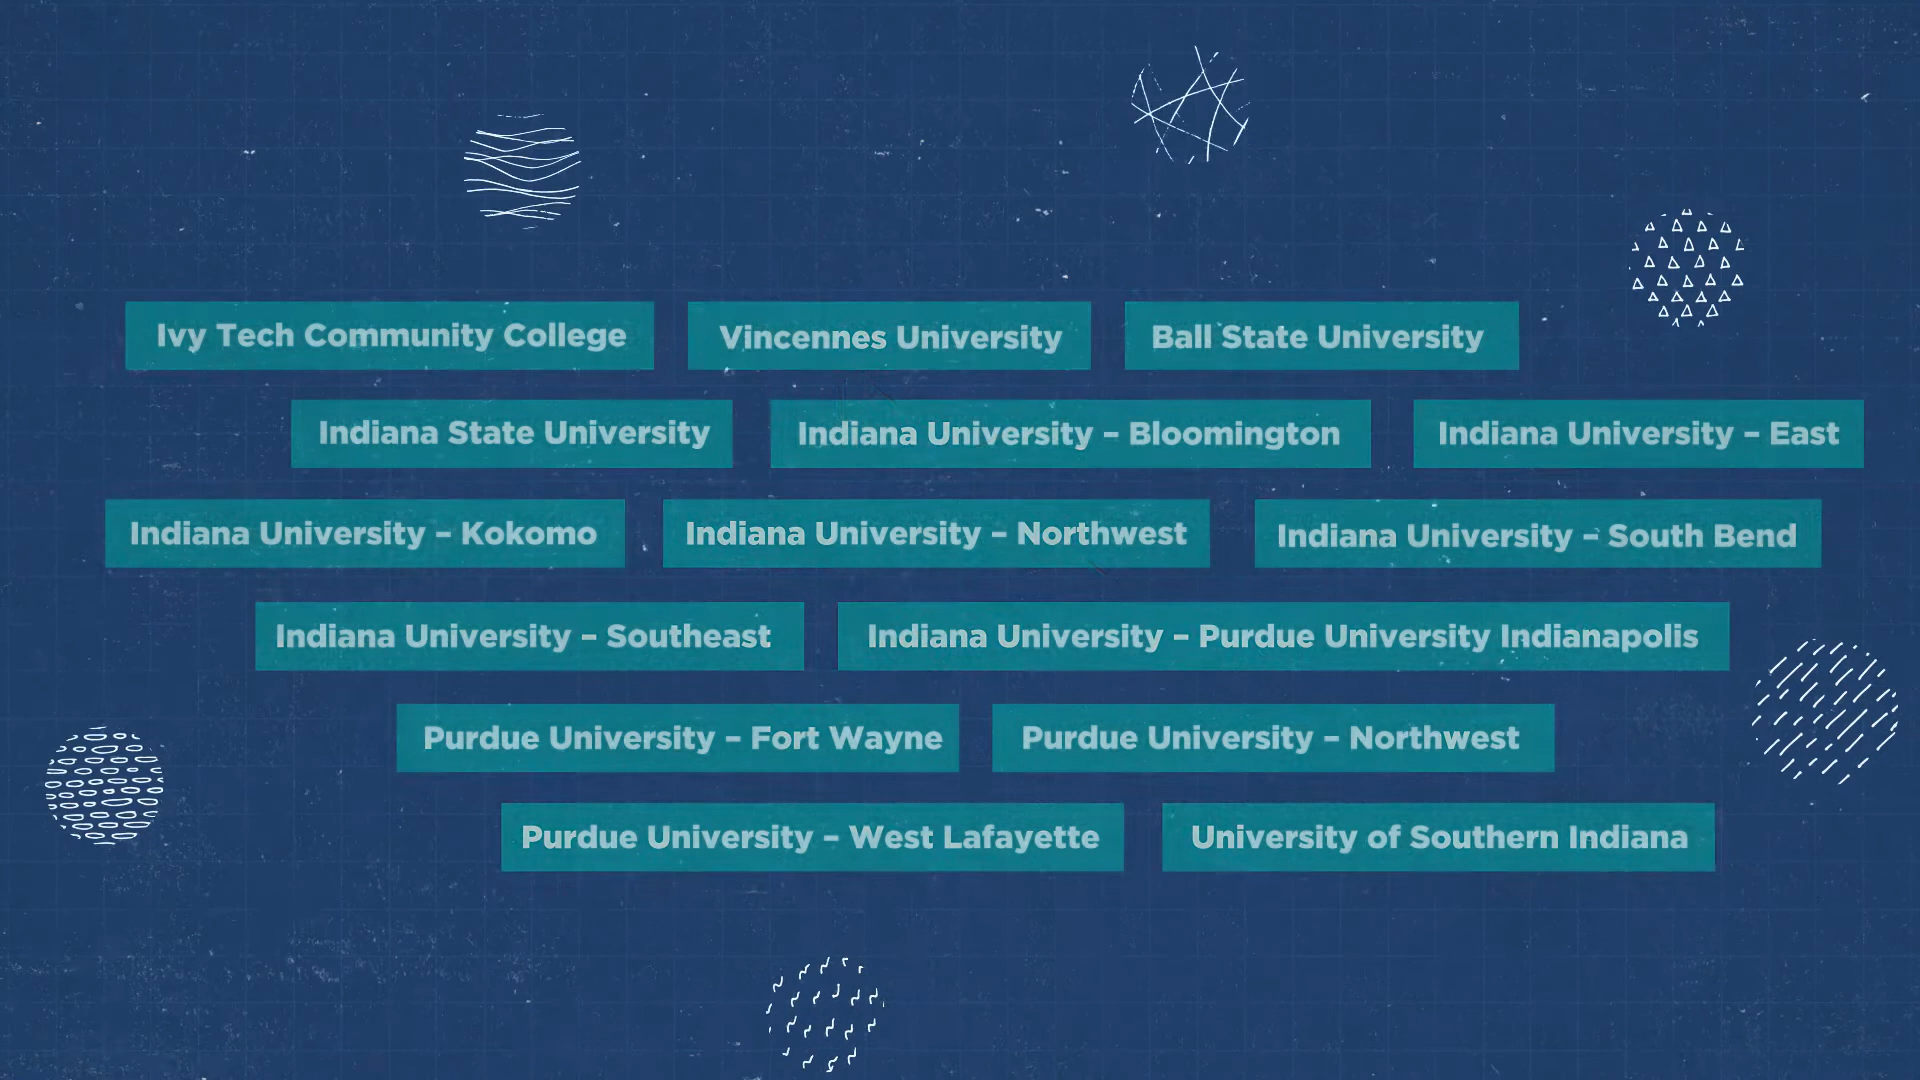 Ivy Tech Community College
Vincennes University
Ball State University
Indiana State University
Indiana University – Bloomington
Indiana University – East
Indiana University – Kokomo
Indiana University – Northwest
Indiana University – South Bend
Indiana University – Southeast
Indiana University – Purdue University Indianapolis
Purdue University – Fort Wayne
Purdue University – Northwest
Purdue University – West Lafayette
University of Southern Indiana